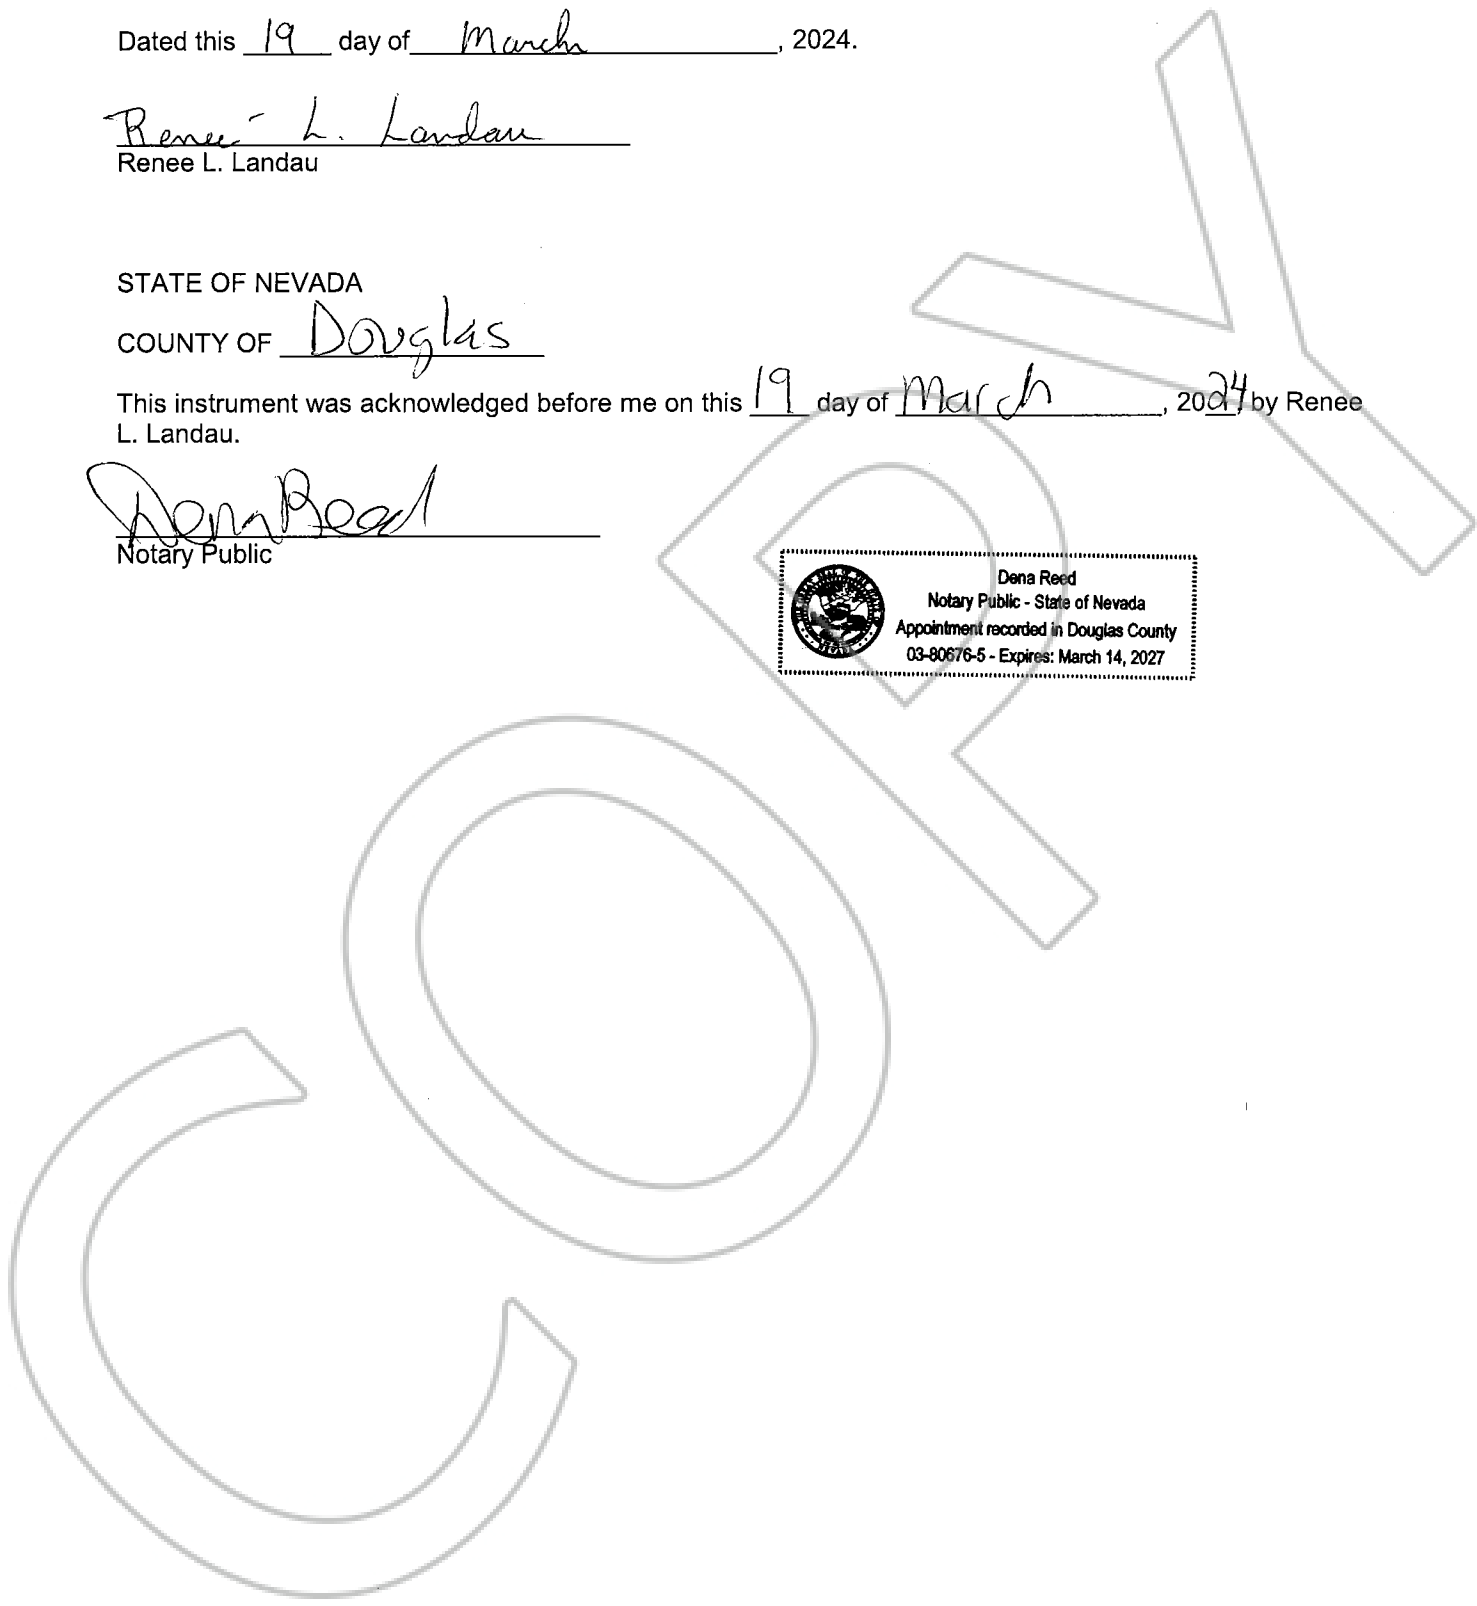 Dated this 19 day of March, 2024.
Reneé L. Landau
Renee L. Landau
STATE OF NEVADA
COUNTY OF Douglas
This instrument was acknowledged before me on this 19 day of March, 2024, by Renee
L. Landau.
Dena Reed
Notary Public
Dena Reed
Notary Public - State of Nevada
Appointment recorded in Douglas County
03-80676-5 - Expires: March 14, 2027
COPY